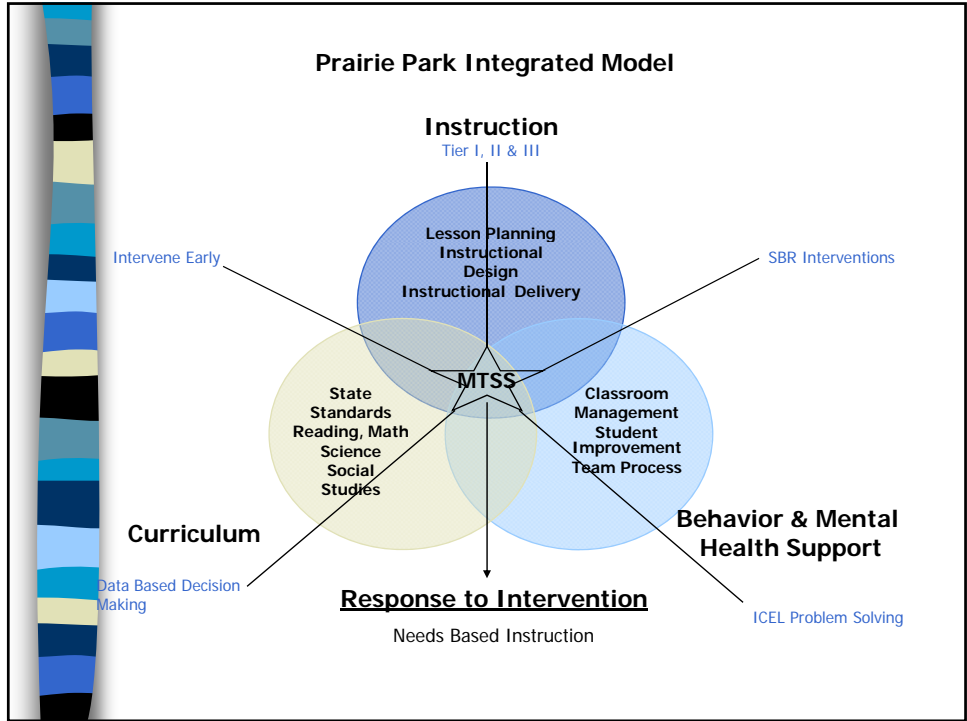 Prairie Park Integrated Model
Instruction
Tier I, II & III
Lesson Planning
Instructional
Design
Instructional Delivery
Intervene Early
SBR Interventions
MTSS
State
Standards
Reading, Math
Science
Social
Studies
Classroom
Management
Student
Improvement
Team Process
Curriculum
Behavior & Mental
Health Support
Data Based Decision
Making
Response to Intervention
Needs Based Instruction
ICEL Problem Solving